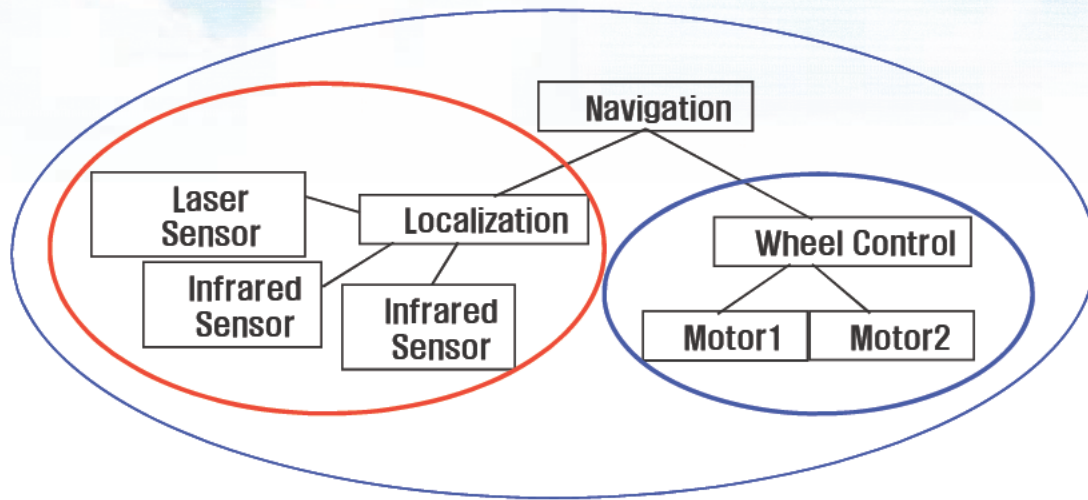 Navigation
Laser
Sensor
Localization
Wheel Control
Infrared
Sensor
Infrared
Sensor
Motor1
Motor2